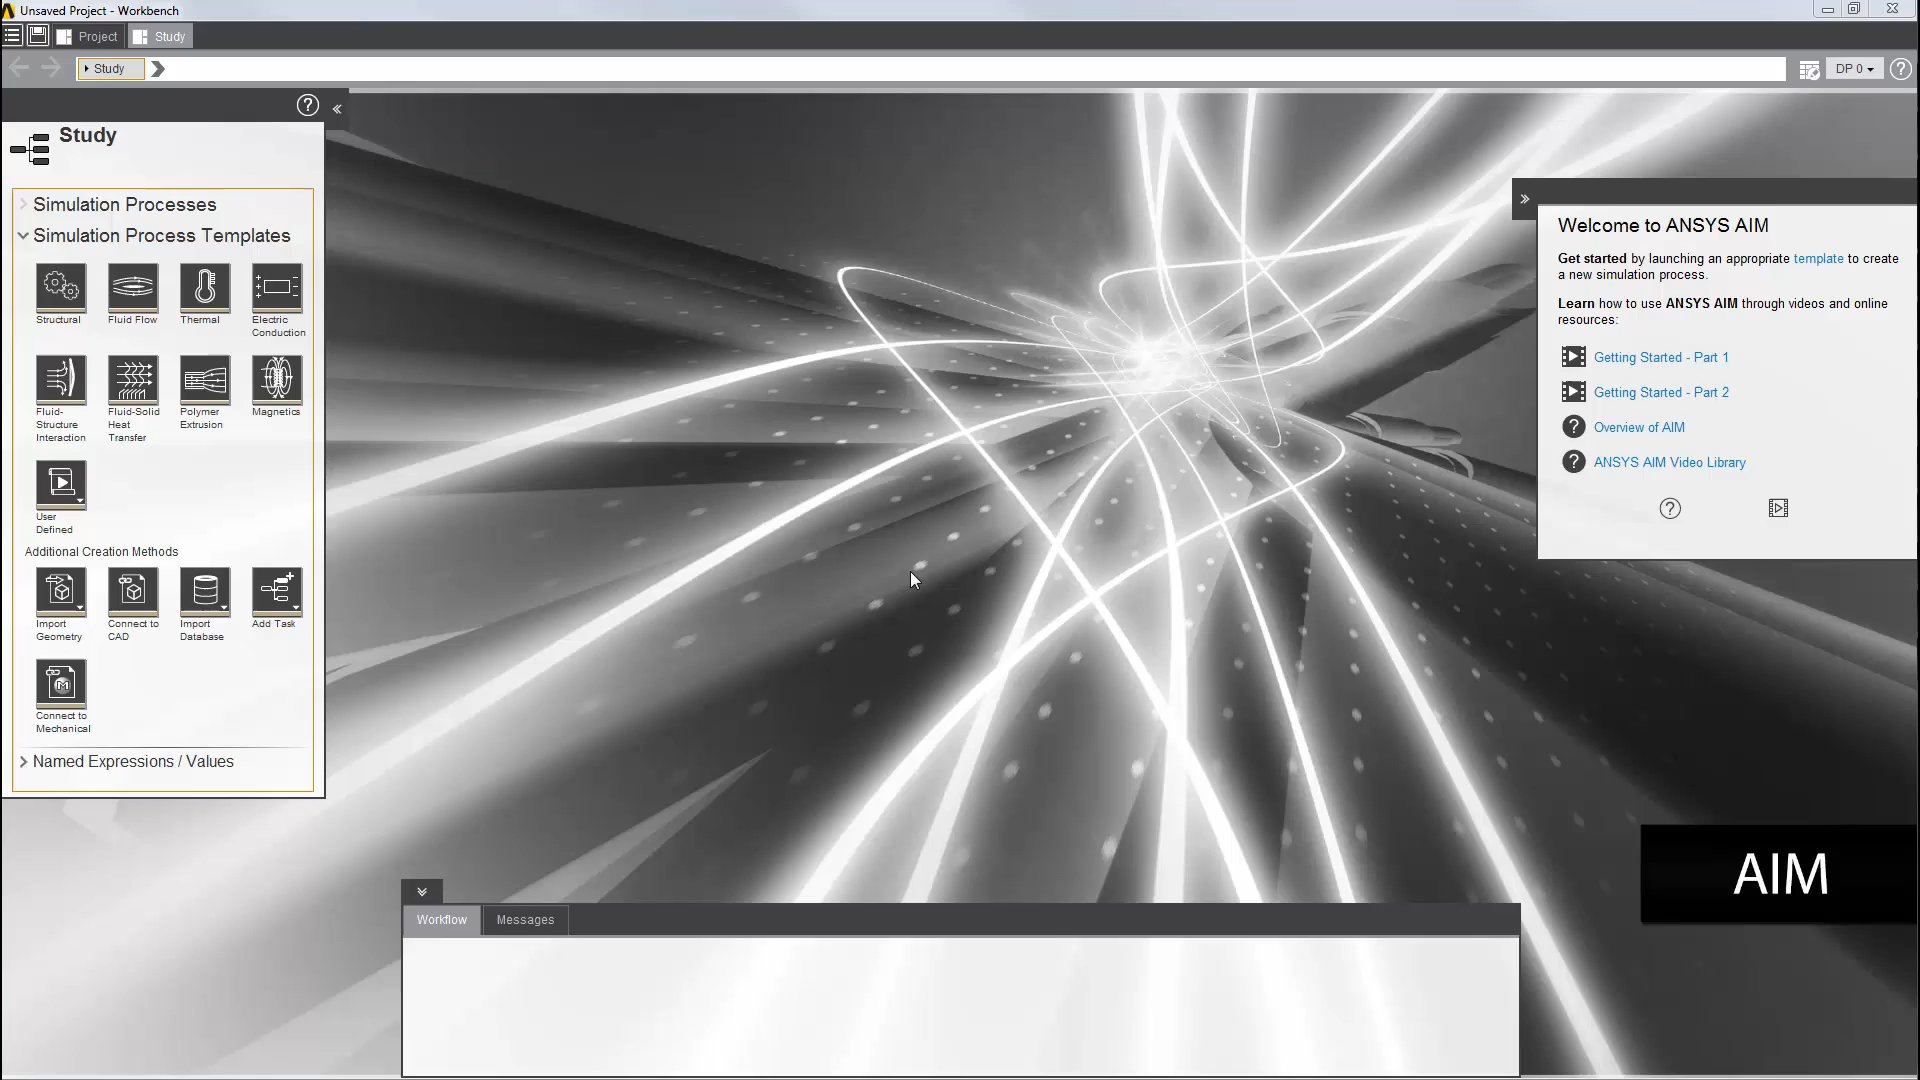 Unsaved Project - Workbench
Project
Study
Study
DP 0
Study
Simulation Processes
Simulation Process Templates
Structural
Fluid Flow
Thermal
Electric
Conduction
Fluid-
Structure
Interaction
Fluid-Solid
Heat
Transfer
Polymer
Extrusion
Magnetics
User
Defined
Additional Creation Methods
Import
Geometry
Connect to
CAD
Import
Database
Add Task
Connect to
Mechanical
Named Expressions / Values
Welcome to ANSYS AIM
Get started by launching an appropriate template to create
a new simulation process.
Learn how to use ANSYS AIM through videos and online
resources:
Getting Started - Part 1
Getting Started - Part 2
Overview of AIM
ANSYS AIM Video Library
AIM
Workflow
Messages